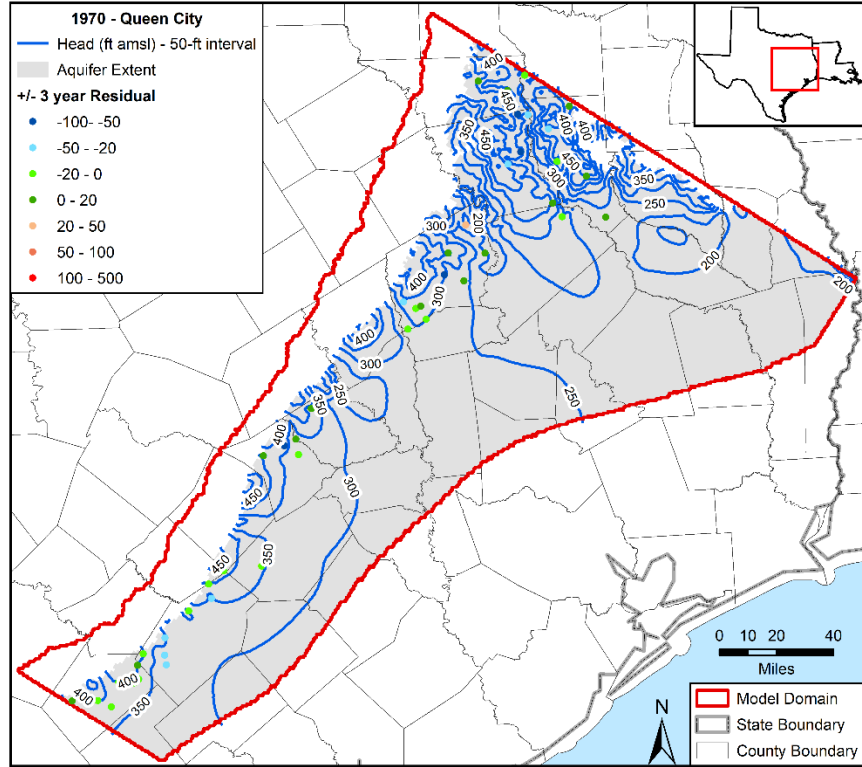 1970 - Queen City
Head (ft amsl) - 50-ft interval
Aquifer Extent
+/- 3 year Residual
-100- -50
-50 - -20
-20 - 0
0 - 20
20 - 50
50 - 100
100 - 500
400
450
400
350
450
400
450
300
350
250
300
200
200
200
400
300
400
300
250
250
350
400
300
450
450
350
400
400
350
0 10 20 40
Miles
N
Model Domain
State Boundary
County Boundary